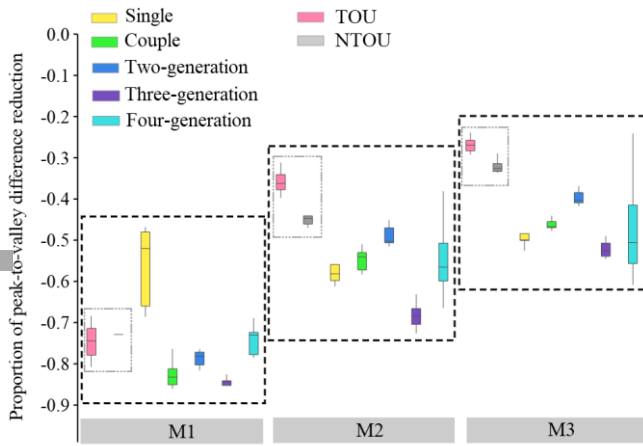 Proportion of peak-to-valley difference reduction
0.0
-0.1
-0.2
-0.3
-0.4
-0.5
-0.6
-0.7
-0.8
-0.9
Single
Couple
Two-generation
Three-generation
Four-generation
TOU
NTOU
M1
M2
M3